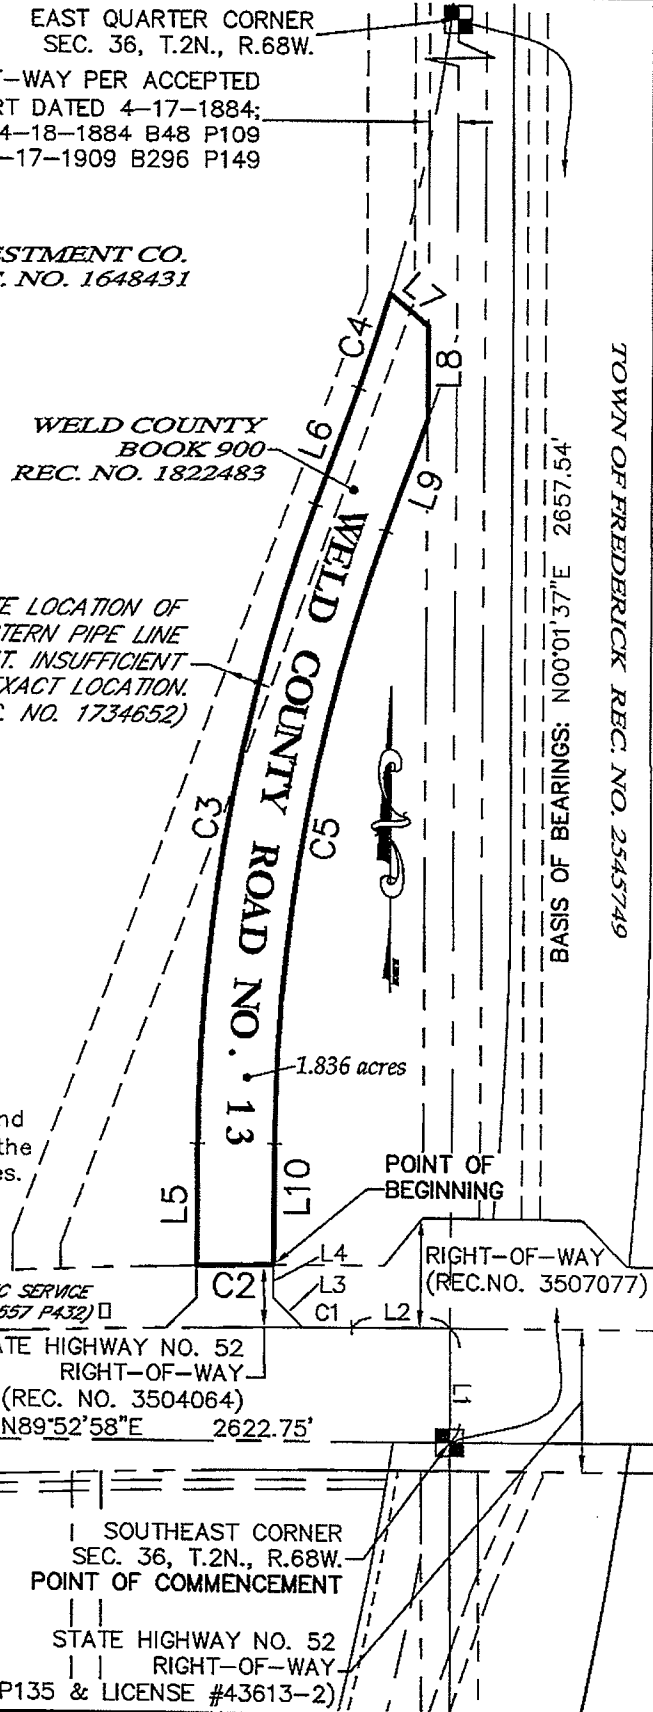 EAST QUARTER CORNER
SEC. 36, T.2N., R.68W.
T-WAY PER ACCEPTED
RT DATED 4-17-1884;
4-18-1884 B48 P109
-17-1909 B296 P149
ESTMENT CO.
. NO. 1648431
L7
C4
L8
WELD COUNTY
BOOK 900
REC. NO. 1822483
L6
L9
TOWN OF FREDERICK REC. NO. 2545749
BASIS OF BEARINGS: N00°01'37"E 2657.54'
TE LOCATION OF
TERN PIPE LINE
T. INSUFFICIENT
EXACT LOCATION.
. NO. 1734652)
WELD COUNTY ROAD NO. 13
C3
C5
1.836 acres
nd
the
es.
L5
L10
POINT OF
BEGINNING
L4
L3
C2
C1
L2
RIGHT-OF-WAY
(REC.NO. 3507077)
IC SERVICE
657 P432)
ATE HIGHWAY NO. 52
RIGHT-OF-WAY
(REC. NO. 3504064)
N89°52'58"E 2622.75'
L1
SOUTHEAST CORNER
SEC. 36, T.2N., R.68W.
POINT OF COMMENCEMENT
STATE HIGHWAY NO. 52
RIGHT-OF-WAY
P135 & LICENSE #43613-2)